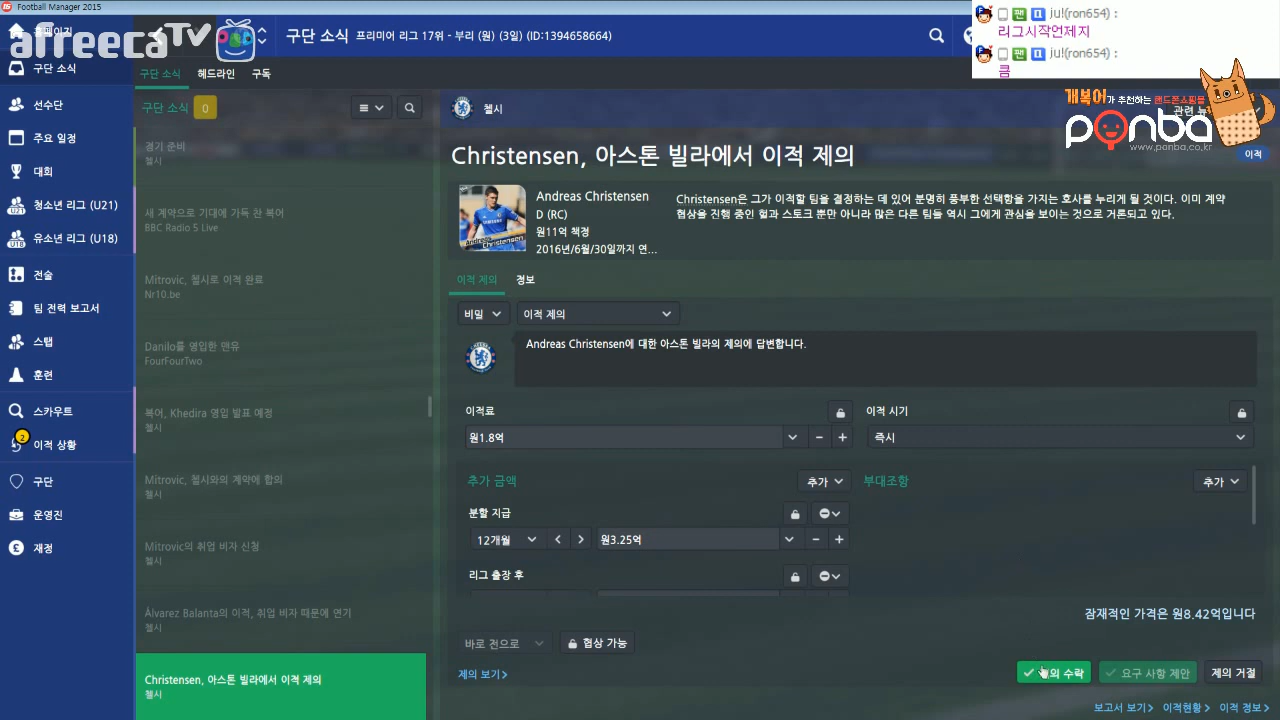 Football Manager 2015
afreecaTV
구단 소식
미어 리그 17위 - 부리 (원) (3일) (ID:1394658664)
팬 ju!(ron654) :
리그시작언제지
팬 ju!(ron654) :
큼
개복어가 추천하는 핸드폰쇼핑몰
ponba
www.ponba.co.kr
관련 뉴
이적
구단 소식
선수단
주요 일정
대회
청소년 리그 (U21)
유소년 리그 (U18)
전술
팀 전력 보고서
스탭
훈련
스카우트
2
이적 상황
구단
운영진
재정
구단 소식 헤드라인 구독
구단 소식 0
경기 준비
첼시
새 계약으로 기대에 가득 찬 복어
BBC Radio 5 Live
Mitrovic, 첼시로 이적 완료
Nr10.be
Danilo를 영입한 맨유
FourFourTwo
복어, Khedira 영입 발표 예정
첼시
Mitrovic, 첼시와의 계약에 합의
첼시
Mitrovic의 취업 비자 신청
첼시
Álvarez Balanta의 이적, 취업 비자 때문에 연기
첼시
Christensen, 아스톤 빌라에서 이적 제의
첼시
첼시
Christensen, 아스톤 빌라에서 이적 제의
Andreas Christensen
D (RC)
원11억 책정
2016년/6월/30일까지 연...
Christensen은 그가 이적할 팀을 결정하는 데 있어 분명히 풍부한 선택함을 가지는 호사를 누리게 될 것이다. 이미 계약
협상을 진행 중인 헐과 스토크 뿐만 아니라 많은 다른 팀들 역시 그에게 관심을 보이는 것으로 거론되고 있다.
이적 제의 정보
비밀 이적 제의
Andreas Christensen에 대한 아스톤 빌라의 제의에 답변합니다.
이적료 이적 시기
원1.8억 즉시
추가 금액 추가 부대조항 추가
분할 지급
12개월 원3.25억
리그 출장 후
잠재적인 가격은 원8.42억입니다
바로 전으로 협상 가능
제의 보기
의 수락 요구 사항 제안 제의 거절
보고서 보기 이적현황 이적 정보